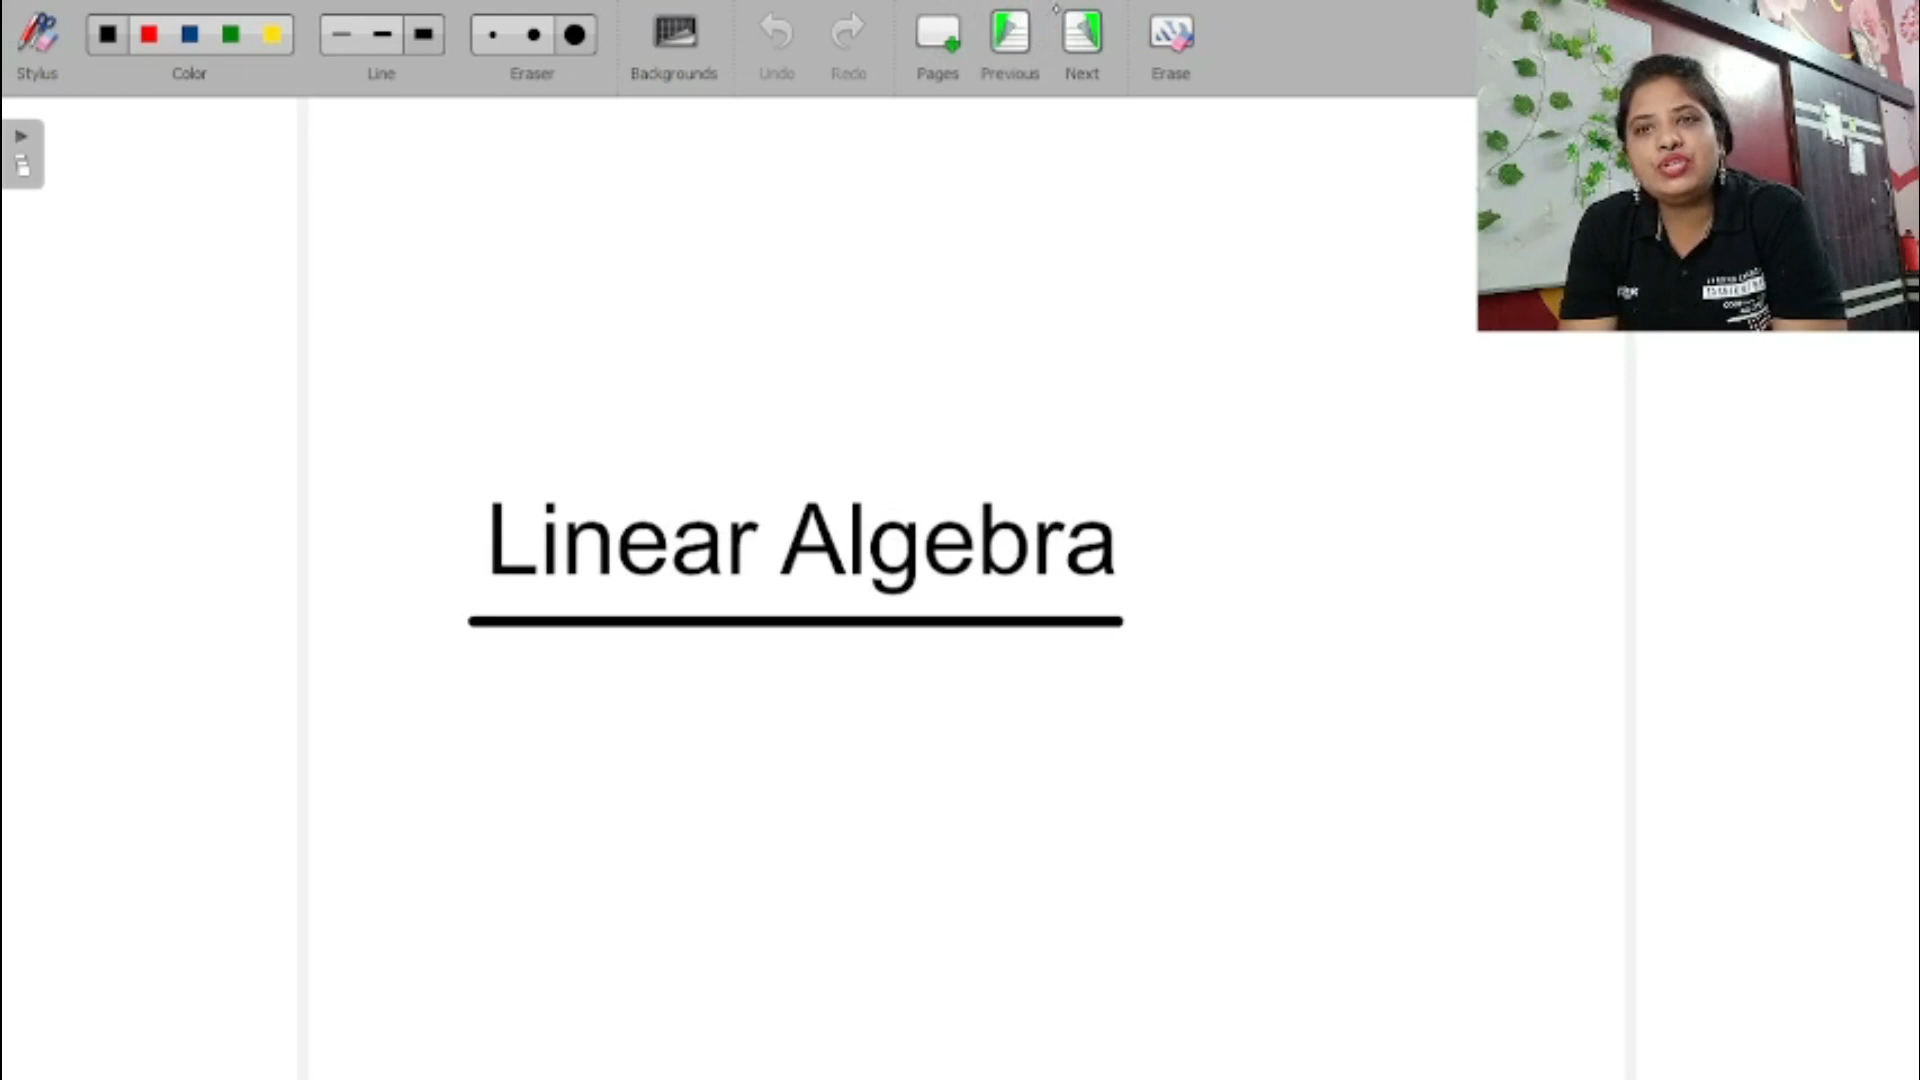 Stylus
Color
Line
Eraser
Backgrounds
Undo
Redo
Pages
Previous
Next
Erase
Linear Algebra